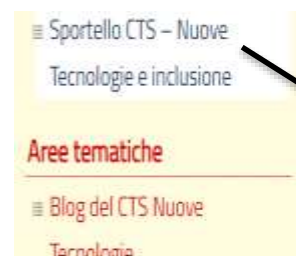 Sportello CTS – Nuove
Tecnologie e inclusione
Aree tematiche
Blog del CTS Nuove
Tecnologie